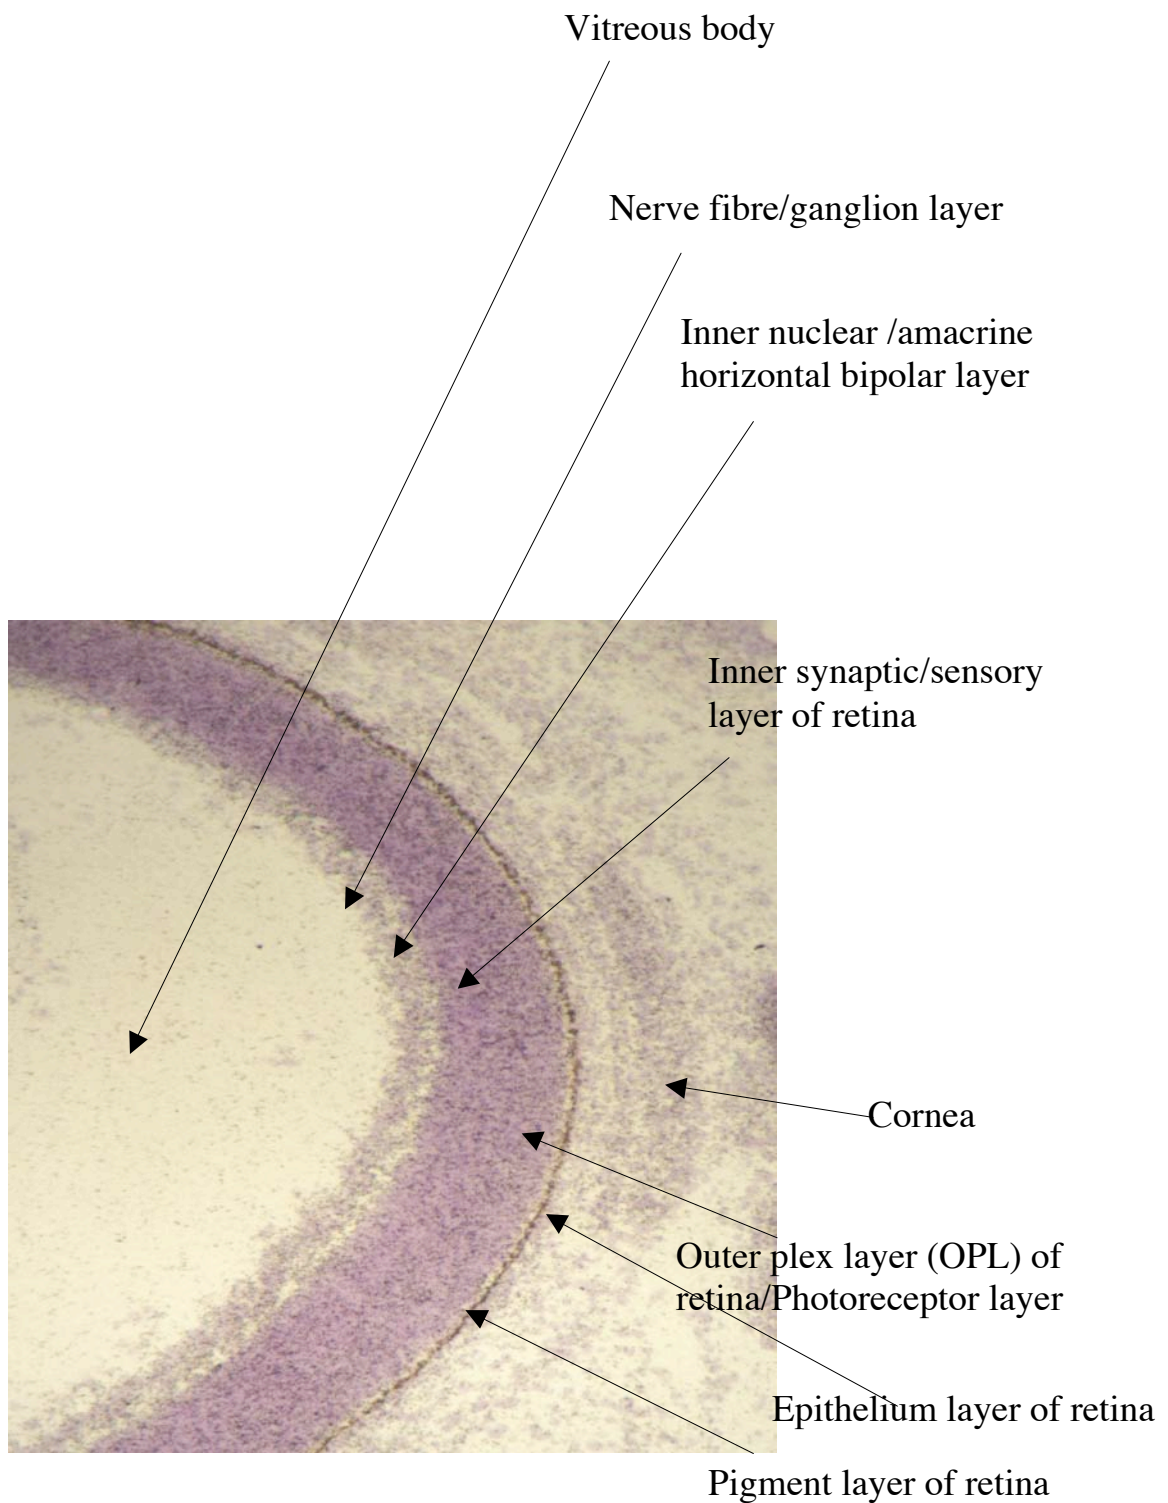 Vitreous body
Nerve fibre/ganglion layer
Inner nuclear /amacrine
horizontal bipolar layer
Inner synaptic/sensory
layer of retina
Cornea
Outer plex layer (OPL) of
retina/Photoreceptor layer
Epithelium layer of retina
Pigment layer of retina